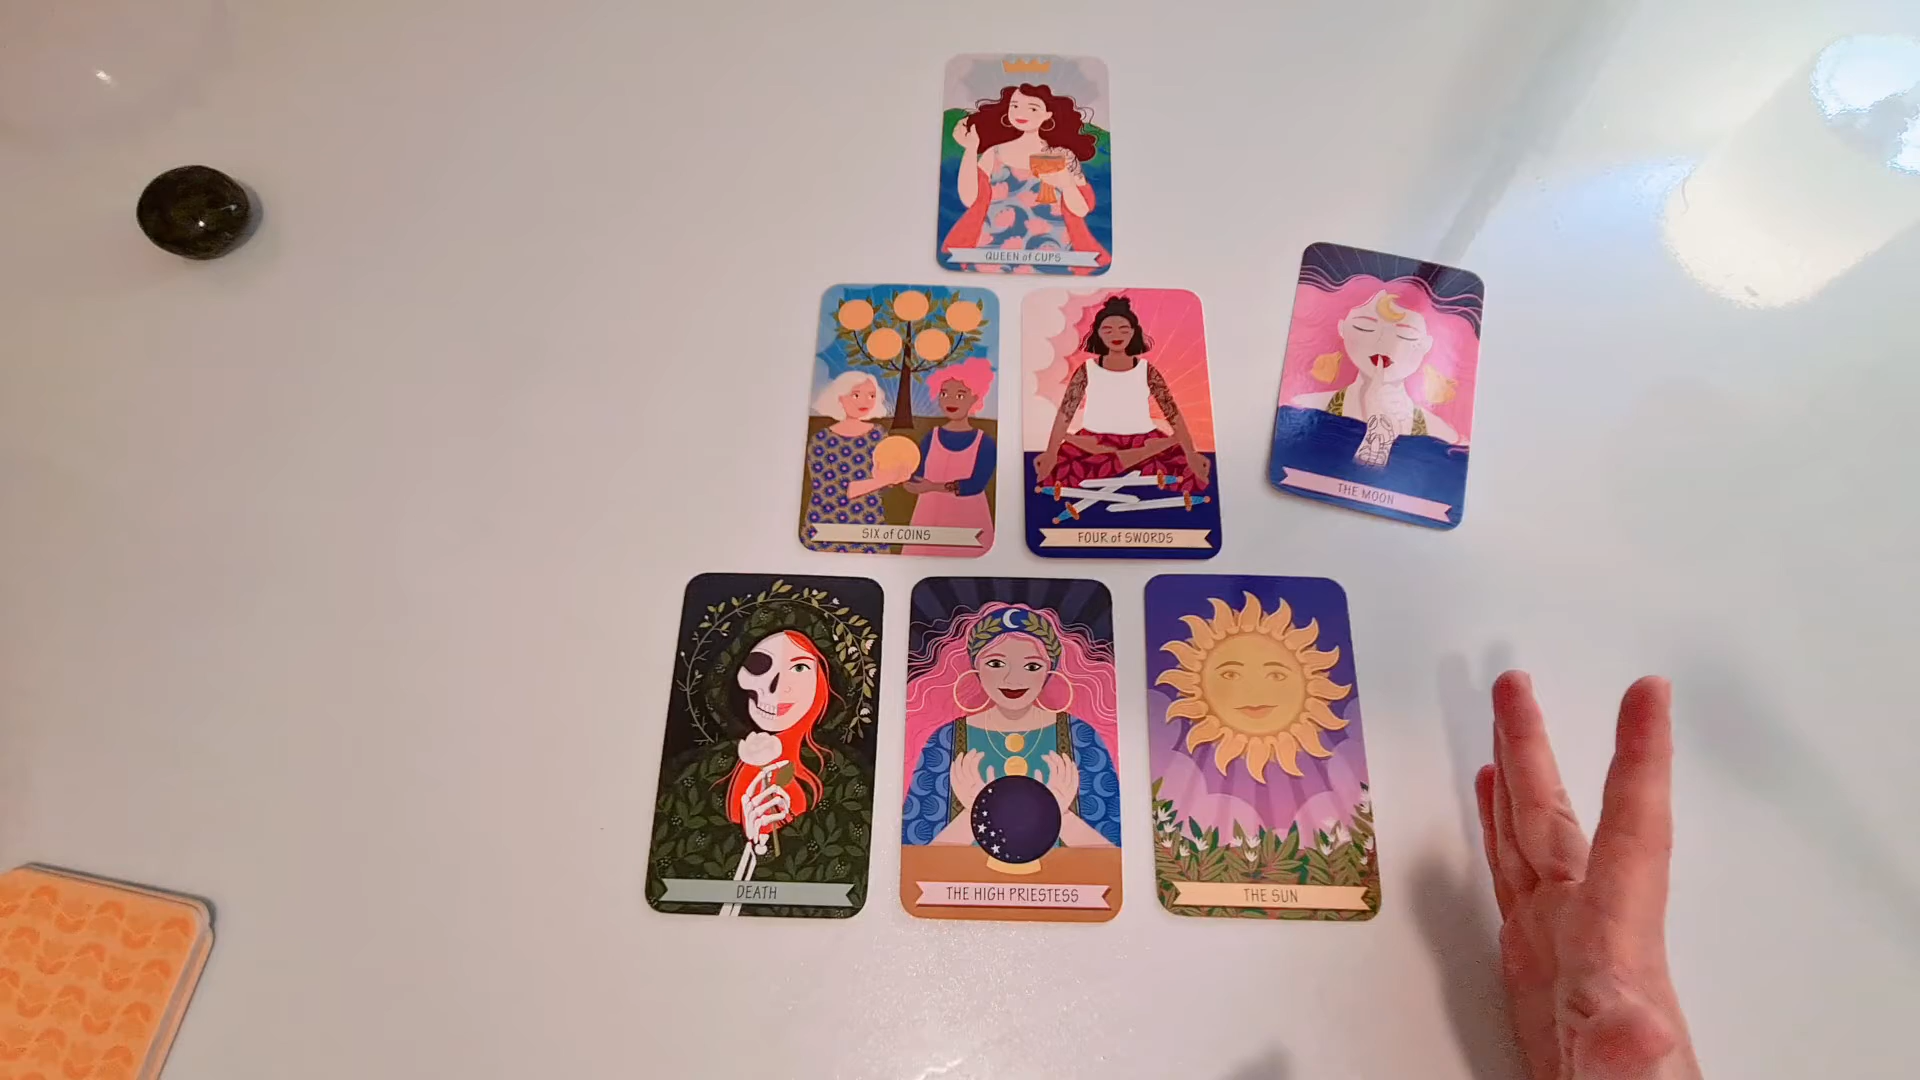 QUEEN of CUPS
SIX of COINS
FOUR of SWORDS
THE MOON
DEATH
THE HIGH PRIESTESS
THE SUN